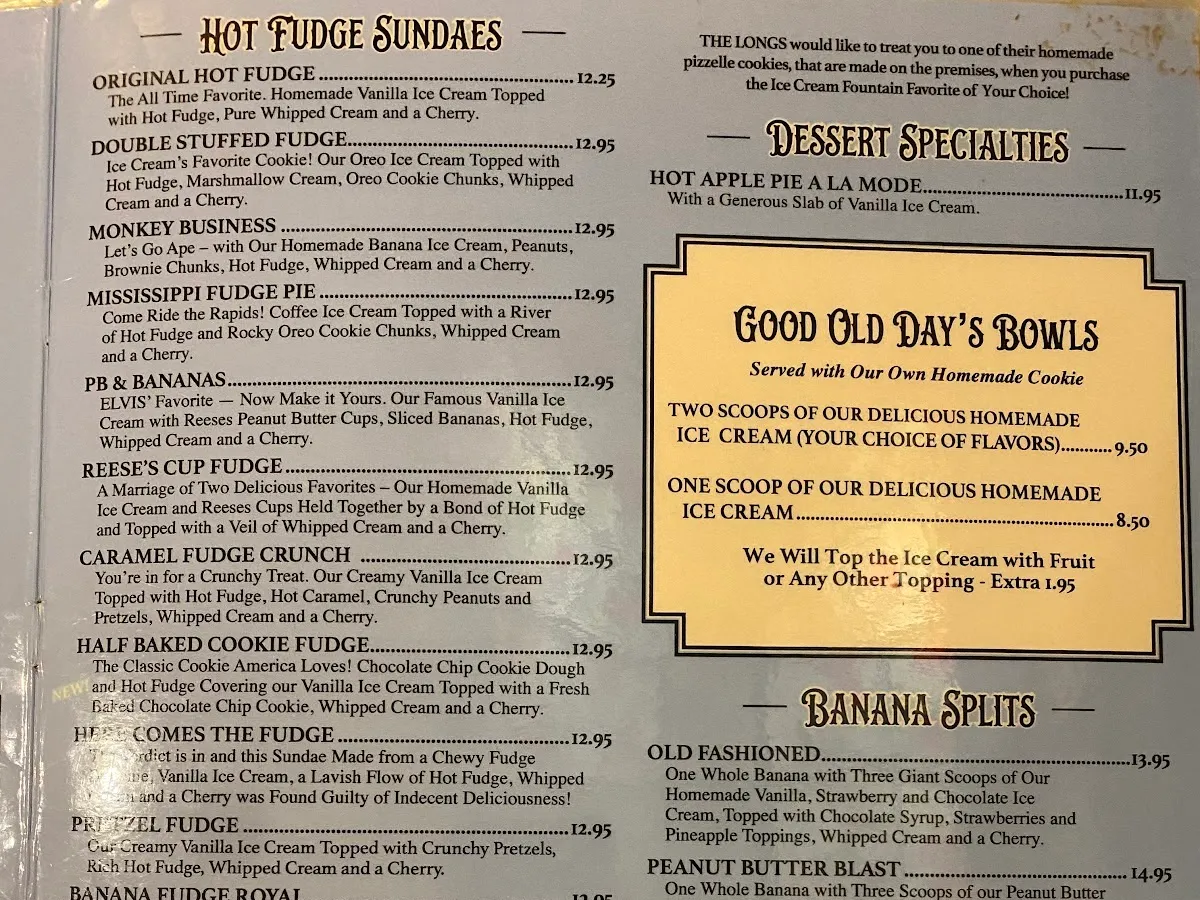 HOT FUDGE SUNDAES
ORIGINAL HOT FUDGE 12.25
The All Time Favorite. Homemade Vanilla Ice Cream Topped
with Hot Fudge, Pure Whipped Cream and a Cherry.
DOUBLE STUFFED FUDGE 12.95
Ice Cream's Favorite Cookie! Our Oreo Ice Cream Topped with
Hot Fudge, Marshmallow Cream, Oreo Cookie Chunks, Whipped
Cream and a Cherry.
MONKEY BUSINESS 12.95
Let's Go Ape – with Our Homemade Banana Ice Cream, Peanuts,
Brownie Chunks, Hot Fudge, Whipped Cream and a Cherry.
MISSISSIPPI FUDGE PIE 12.95
Come Ride the Rapids! Coffee Ice Cream Topped with a River
of Hot Fudge and Rocky Oreo Cookie Chunks, Whipped Cream
and a Cherry.
PB & BANANAS 12.95
ELVIS' Favorite — Now Make it Yours. Our Famous Vanilla Ice
Cream with Reeses Peanut Butter Cups, Sliced Bananas, Hot Fudge,
Whipped Cream and a Cherry.
REESE'S CUP FUDGE 12.95
A Marriage of Two Delicious Favorites – Our Homemade Vanilla
Ice Cream and Reeses Cups Held Together by a Bond of Hot Fudge
and Topped with a Veil of Whipped Cream and a Cherry.
CARAMEL FUDGE CRUNCH 12.95
You're in for a Crunchy Treat. Our Creamy Vanilla Ice Cream
Topped with Hot Fudge, Hot Caramel, Crunchy Peanuts and
Pretzels, Whipped Cream and a Cherry.
HALF BAKED COOKIE FUDGE 12.95
The Classic Cookie America Loves! Chocolate Chip Cookie Dough
NEW!
and Hot Fudge Covering our Vanilla Ice Cream Topped with a Fresh
Baked Chocolate Chip Cookie, Whipped Cream and a Cherry.
HERE COMES THE FUDGE 12.95
is in and this Sundae Made from a Chewy Fudge
Vanilla Ice Cream, a Lavish Flow of Hot Fudge, Whipped
and a Cherry was Found Guilty of Indecent Deliciousness!
PRETZEL FUDGE 12.95
Our Creamy Vanilla Ice Cream Topped with Crunchy Pretzels,
Rich Hot Fudge, Whipped Cream and a Cherry.
BANANA FUDGE ROYAL 12.95
THE LONGS would like to treat you to one of their homemade
pizzelle cookies, that are made on the premises, when you purchase
the Ice Cream Fountain Favorite of Your Choice!
DESSERT SPECIALTIES
HOT APPLE PIE A LA MODE 11.95
With a Generous Slab of Vanilla Ice Cream.
GOOD OLD DAY'S BOWLS
Served with Our Own Homemade Cookie
TWO SCOOPS OF OUR DELICIOUS HOMEMADE
ICE CREAM (YOUR CHOICE OF FLAVORS) 9.50
ONE SCOOP OF OUR DELICIOUS HOMEMADE
ICE CREAM 8.50
We Will Top the Ice Cream with Fruit
or Any Other Topping - Extra 1.95
BANANA SPLITS
OLD FASHIONED 13.95
One Whole Banana with Three Giant Scoops of Our
Homemade Vanilla, Strawberry and Chocolate Ice
Cream, Topped with Chocolate Syrup, Strawberries and
Pineapple Toppings, Whipped Cream and a Cherry.
PEANUT BUTTER BLAST 14.95
One Whole Banana with Three Scoops of our Peanut Butter